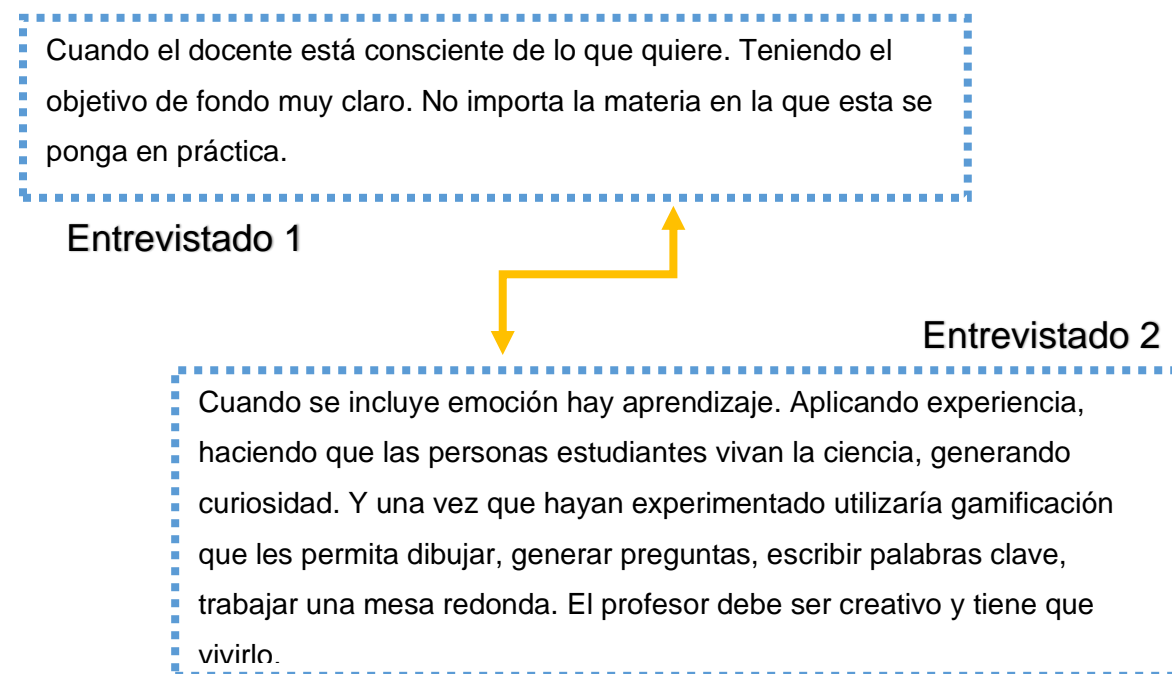 Cuando el docente está consciente de lo que quiere. Teniendo el
objetivo de fondo muy claro. No importa la materia en la que esta se
ponga en práctica.
Entrevistado 1
Entrevistado 2
Cuando se incluye emoción hay aprendizaje. Aplicando experiencia,
haciendo que las personas estudiantes vivan la ciencia, generando
curiosidad. Y una vez que hayan experimentado utilizaría gamificación
que les permita dibujar, generar preguntas, escribir palabras clave,
trabajar una mesa redonda. El profesor debe ser creativo y tiene que
vivirlo.